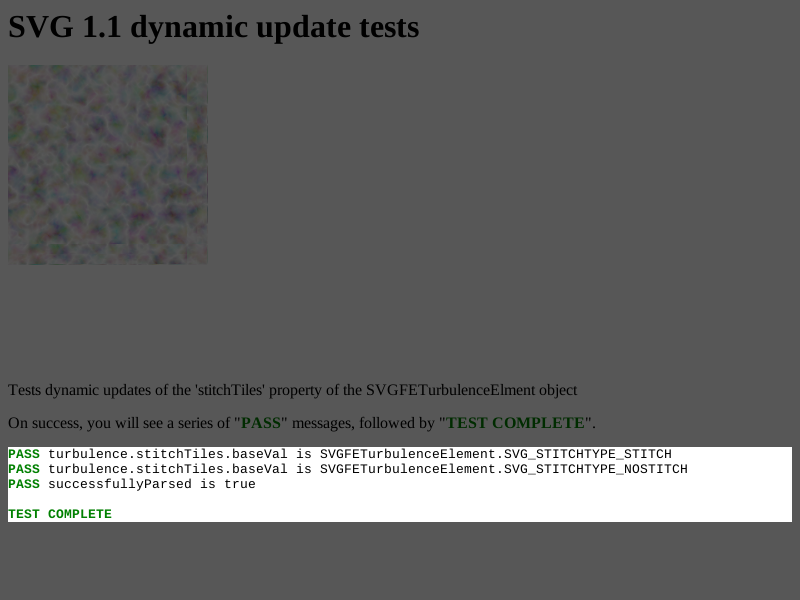 SVG 1.1 dynamic update tests
Tests dynamic updates of the 'stitchTiles' property of the SVGFETurbulenceElment object
On success, you will see a series of "PASS" messages, followed by "TEST COMPLETE".
PASS turbulence.stitchTiles.baseVal is SVGFETurbulenceElement.SVG_STITCHTYPE_STITCH
PASS turbulence.stitchTiles.baseVal is SVGFETurbulenceElement.SVG_STITCHTYPE_NOSTITCH
PASS successfullyParsed is true
TEST COMPLETE